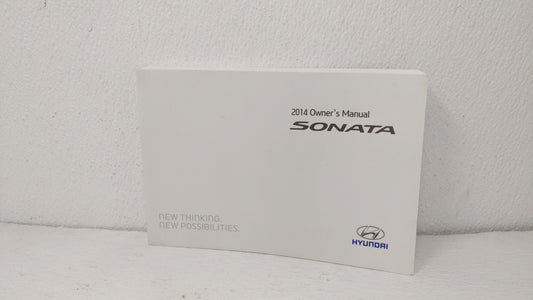 2014 Owner's Manual
SONATA
NEW THINKING.
NEW POSSIBILITIES.
HYUNDAI